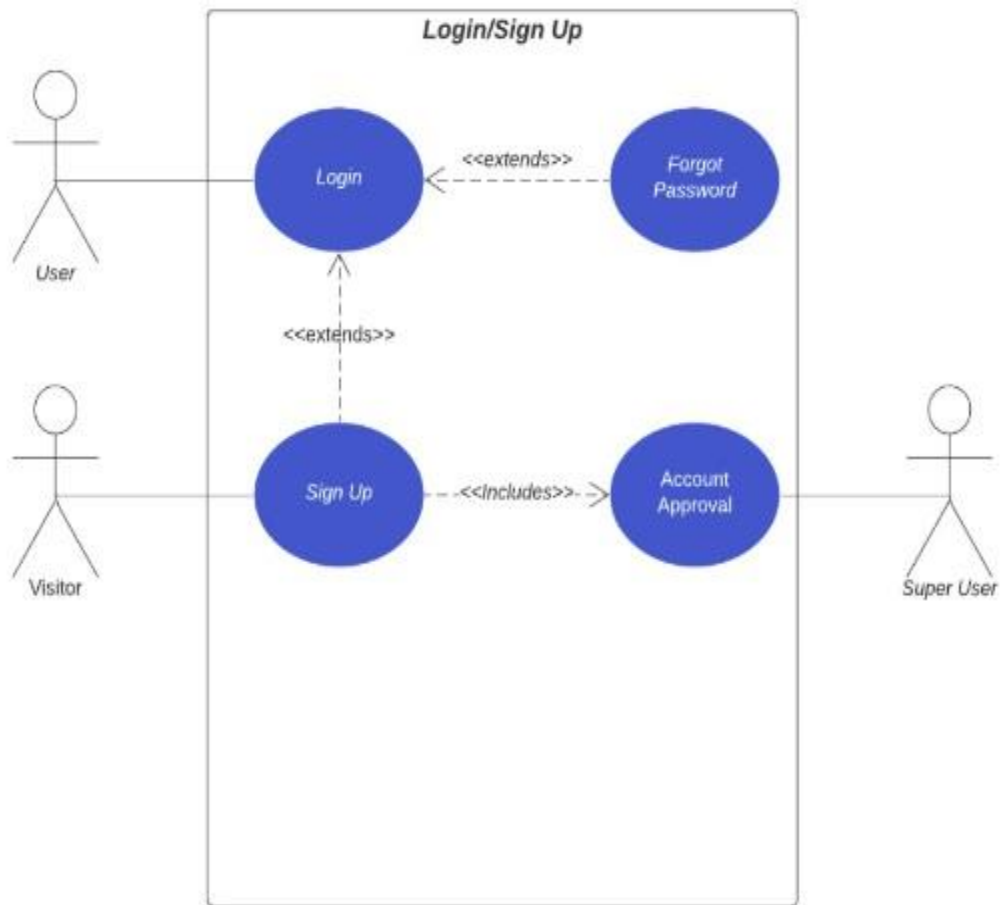 Login/Sign Up
Login
<<extends>>
Forgot
Password
User
<<extends>>
Sign Up
<<Includes>>
Account
Approval
Visitor
Super User